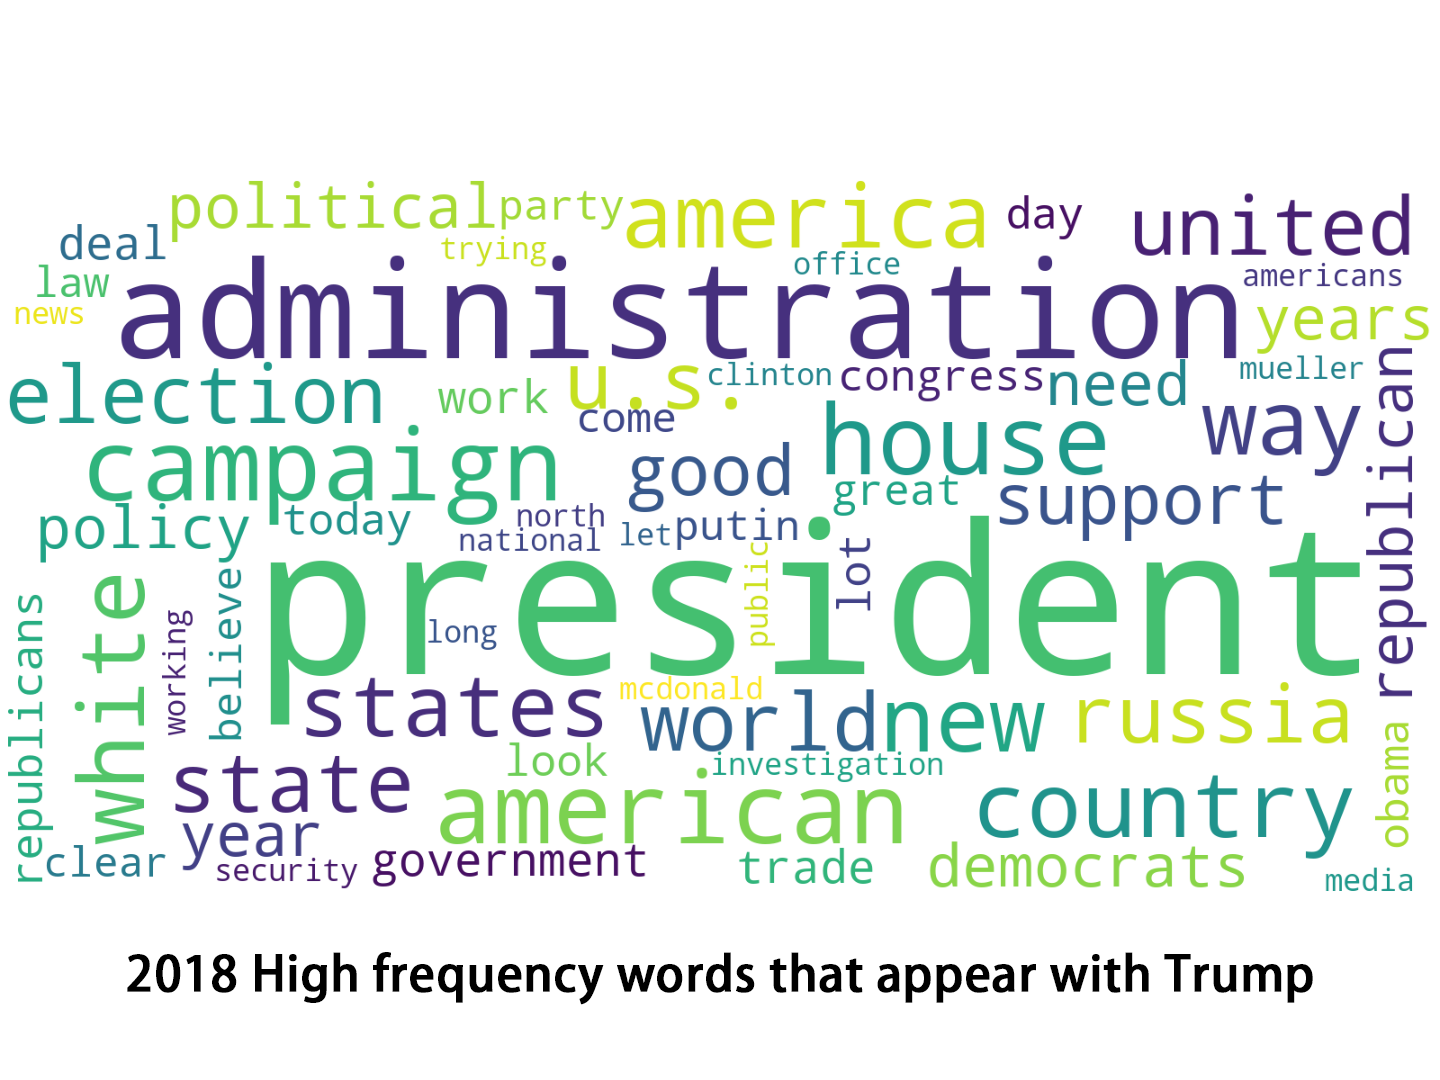 political party america day united
deal trying office americans
law administration years
news
election work u.s. clinton congress need mueller
come way republican
campaign good house
great support
policy today north let putin
national
president
public lot
white working believe long
republicans
states mcdonald world new russia
state look investigation obama
american country
year
clear security government trade democrats media
2018 High frequency words that appear with Trump